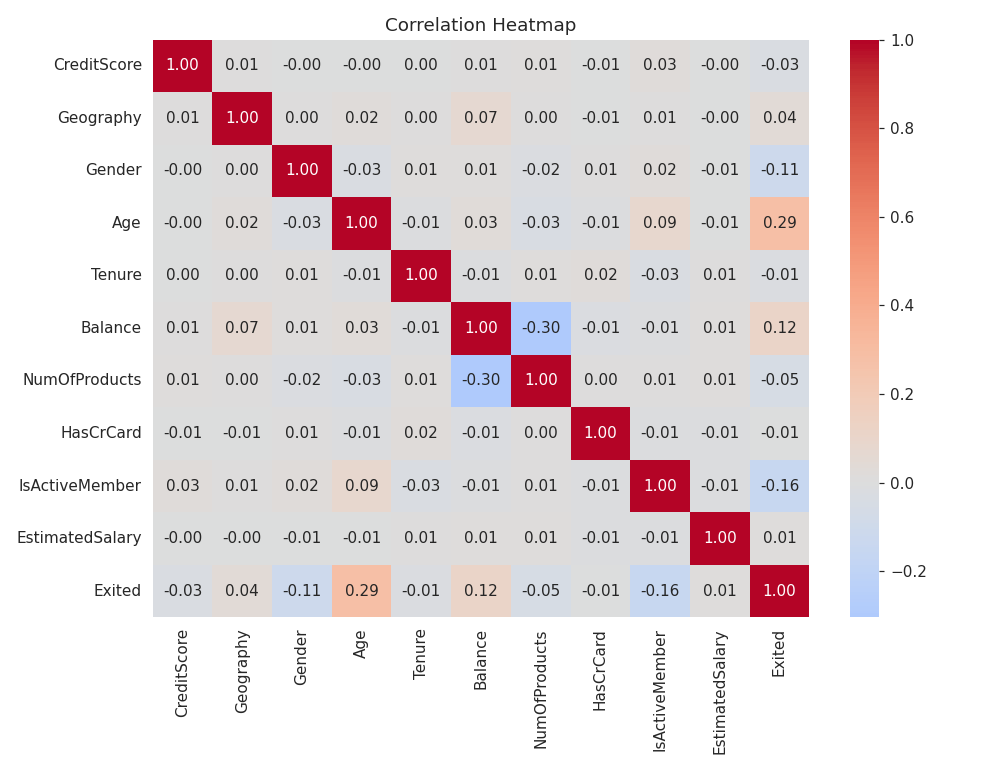 Correlation Heatmap
CreditScore 1.00 0.01 -0.00 -0.00 0.00 0.01 0.01 -0.01 0.03 -0.00 -0.03
Geography 0.01 1.00 0.00 0.02 0.00 0.07 0.00 -0.01 0.01 -0.00 0.04
Gender -0.00 0.00 1.00 -0.03 0.01 0.01 -0.02 0.01 0.02 -0.01 -0.11
Age -0.00 0.02 -0.03 1.00 -0.01 0.03 -0.03 -0.01 0.09 -0.01 0.29
Tenure 0.00 0.00 0.01 -0.01 1.00 -0.01 0.01 0.02 -0.03 0.01 -0.01
Balance 0.01 0.07 0.01 0.03 -0.01 1.00 -0.30 -0.01 -0.01 0.01 0.12
NumOfProducts 0.01 0.00 -0.02 -0.03 0.01 -0.30 1.00 0.00 0.01 0.01 -0.05
HasCrCard -0.01 -0.01 0.01 -0.01 0.02 -0.01 0.00 1.00 -0.01 -0.01 -0.01
IsActiveMember 0.03 0.01 0.02 0.09 -0.03 -0.01 0.01 -0.01 1.00 -0.01 -0.16
EstimatedSalary -0.00 -0.00 -0.01 -0.01 0.01 0.01 0.01 -0.01 -0.01 1.00 0.01
Exited -0.03 0.04 -0.11 0.29 -0.01 0.12 -0.05 -0.01 -0.16 0.01 1.00
CreditScore
Geography
Gender
Age
Tenure
Balance
NumOfProducts
HasCrCard
IsActiveMember
EstimatedSalary
Exited
1.0
0.8
0.6
0.4
0.2
0.0
−0.2